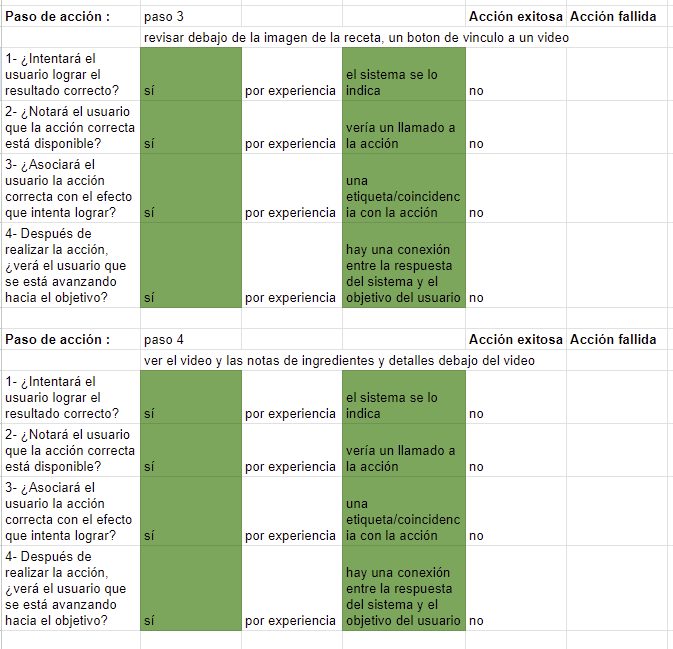 Paso de acción : paso 3 Acción exitosa Acción fallida
revisar debajo de la imagen de la receta, un boton de vinculo a un video
1- ¿Intentará el
usuario lograr el
resultado correcto? sí por experiencia el sistema se lo
indica no
2- ¿Notará el usuario
que la acción correcta
está disponible? sí por experiencia vería un llamado a
la acción no
3- ¿Asociará el
usuario la acción
correcta con el efecto
que intenta lograr? sí por experiencia una
etiqueta/coincidenc
ia con la acción no
4- Después de
realizar la acción,
¿verá el usuario que
se está avanzando
hacia el objetivo? sí por experiencia hay una conexión
entre la respuesta
del sistema y el
objetivo del usuario no
Paso de acción : paso 4 Acción exitosa Acción fallida
ver el video y las notas de ingredientes y detalles debajo del video
1- ¿Intentará el
usuario lograr el
resultado correcto? sí por experiencia el sistema se lo
indica no
2- ¿Notará el usuario
que la acción correcta
está disponible? sí por experiencia vería un llamado a
la acción no
3- ¿Asociará el
usuario la acción
correcta con el efecto
que intenta lograr? sí por experiencia una
etiqueta/coincidenc
ia con la acción no
4- Después de
realizar la acción,
¿verá el usuario que
se está avanzando
hacia el objetivo? sí por experiencia hay una conexión
entre la respuesta
del sistema y el
objetivo del usuario no